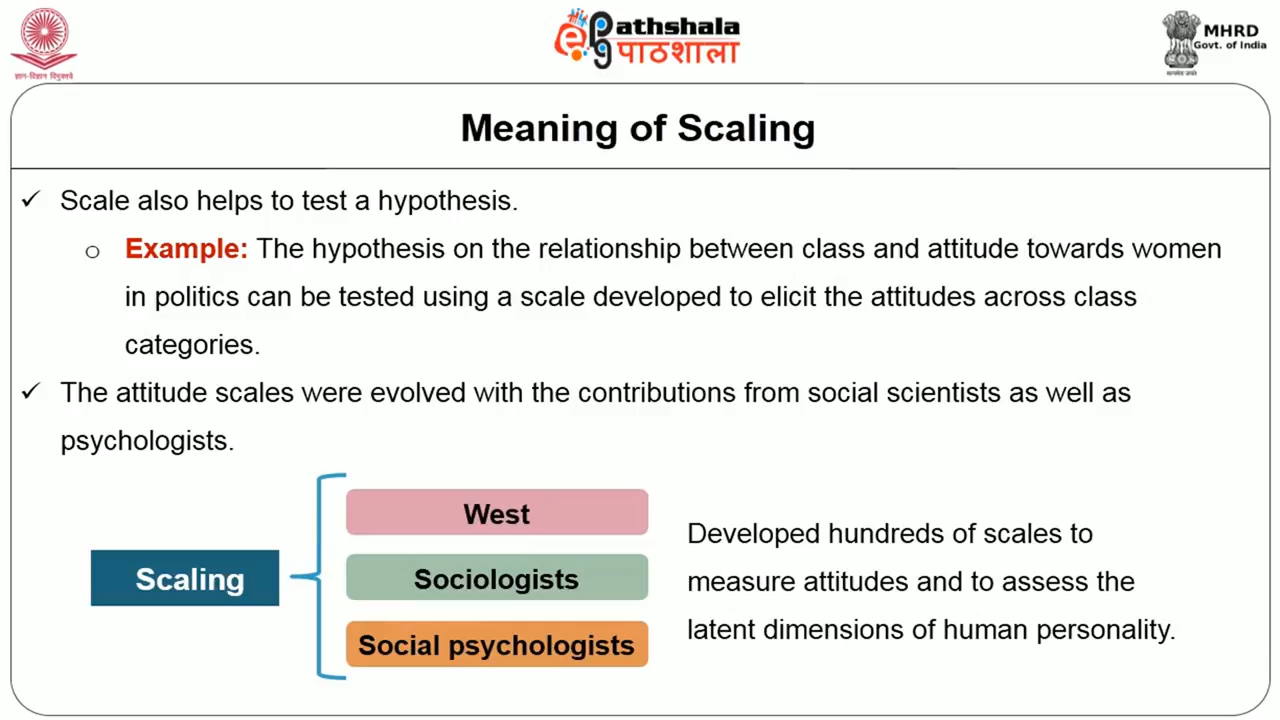 ज्ञान-विज्ञान विमुक्तये
ePathshala
पाठशाला
MHRD
Govt. of India
सत्यमेव जयते
Meaning of Scaling
✓ Scale also helps to test a hypothesis.
o Example: The hypothesis on the relationship between class and attitude towards women
in politics can be tested using a scale developed to elicit the attitudes across class
categories.
✓ The attitude scales were evolved with the contributions from social scientists as well as
psychologists.
Scaling
West
Sociologists
Social psychologists
Developed hundreds of scales to
measure attitudes and to assess the
latent dimensions of human personality.